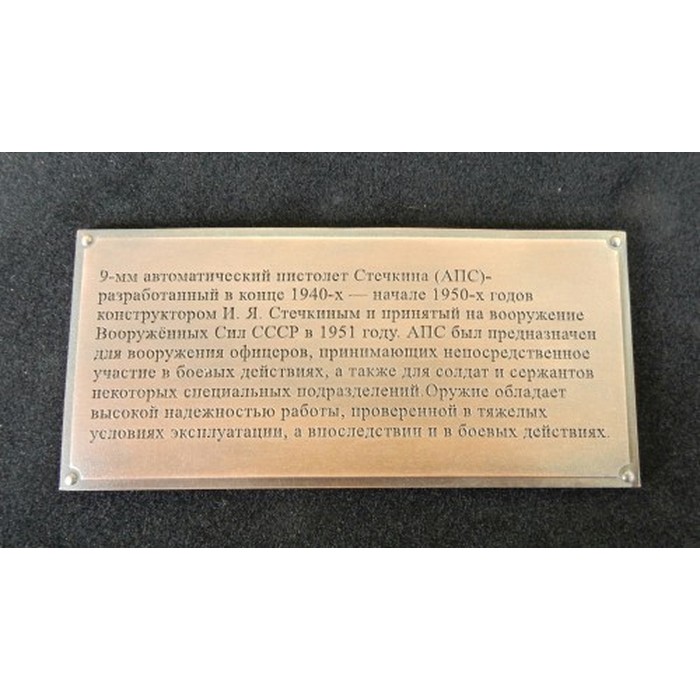 9-мм автоматический пистолет Стечкина (АПС)-
разработанный в конце 1940-х — начале 1950-х годов
конструктором И. Я. Стечкиным и принятый на вооружение
Вооружённых Сил СССР в 1951 году. АПС был предназначен
для вооружения офицеров, принимающих непосредственное
участие в боевых действиях, а также для солдат и сержантов
некоторых специальных подразделений.Оружие обладает
высокой надежностью работы, проверенной в тяжелых
условиях эксплуатации, а впоследствии и в боевых действиях.